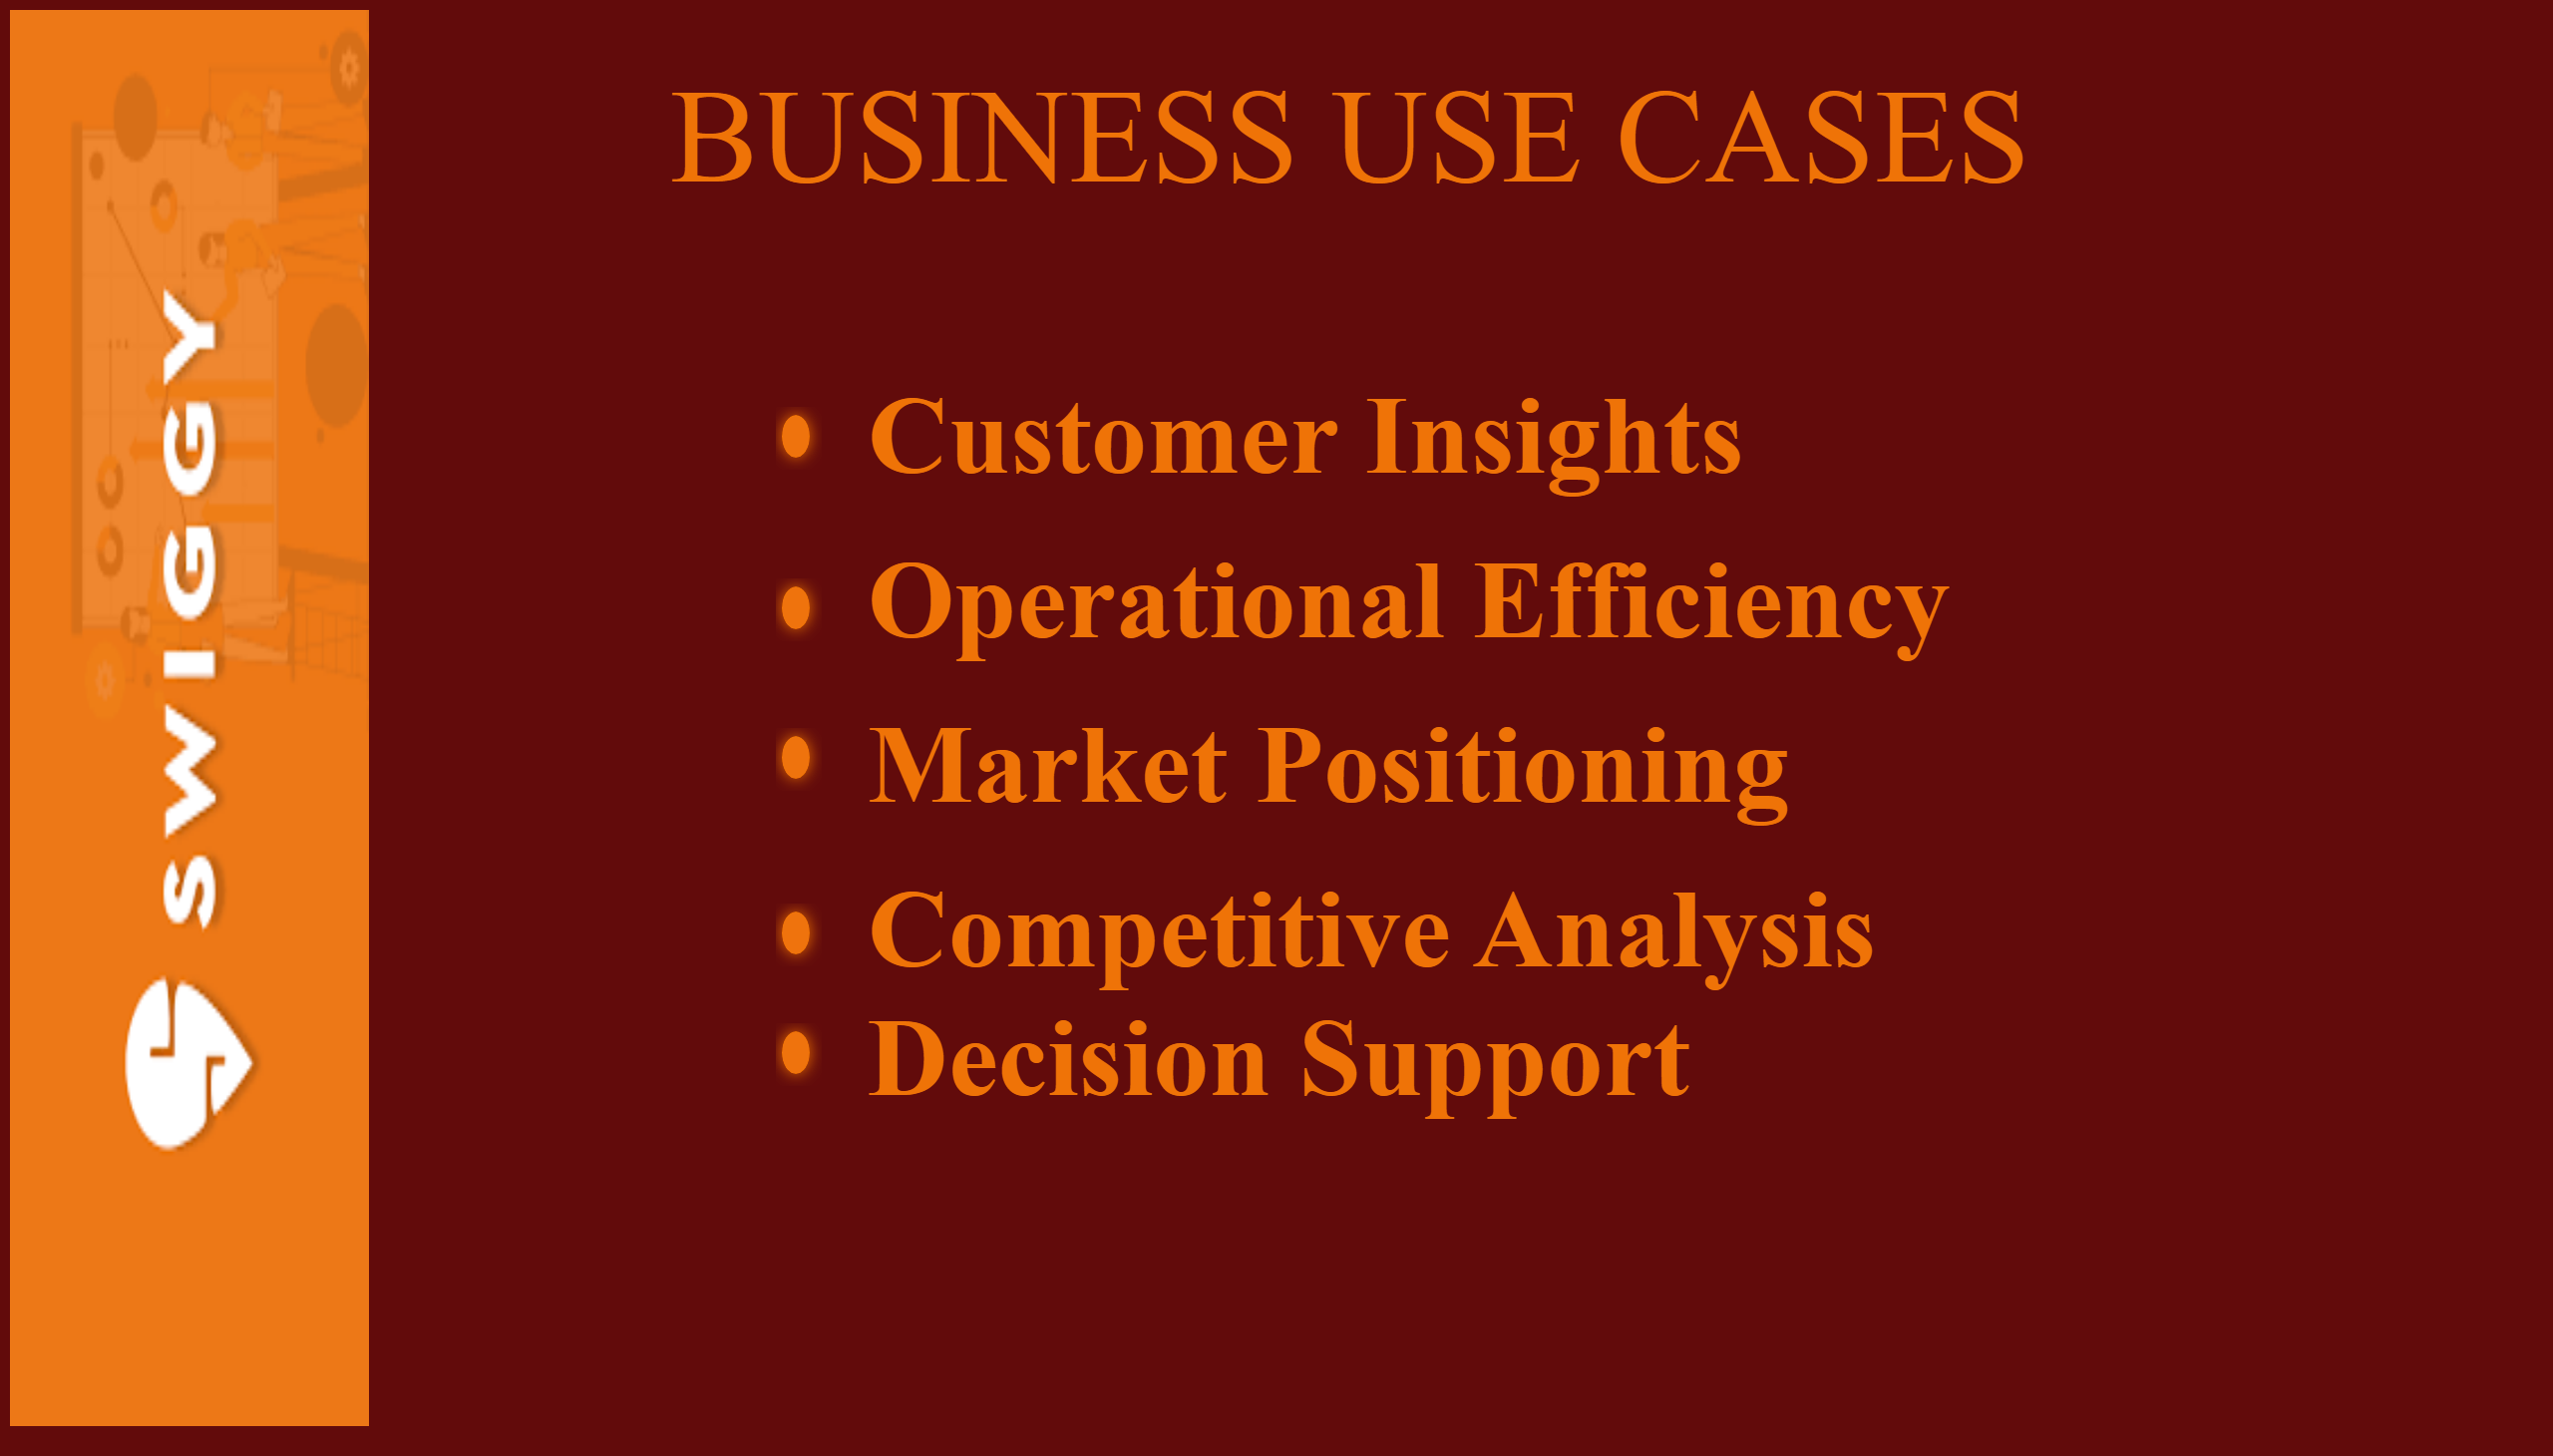 SWIGGY
BUSINESS USE CASES
Customer Insights
Operational Efficiency
Market Positioning
Competitive Analysis
Decision Support